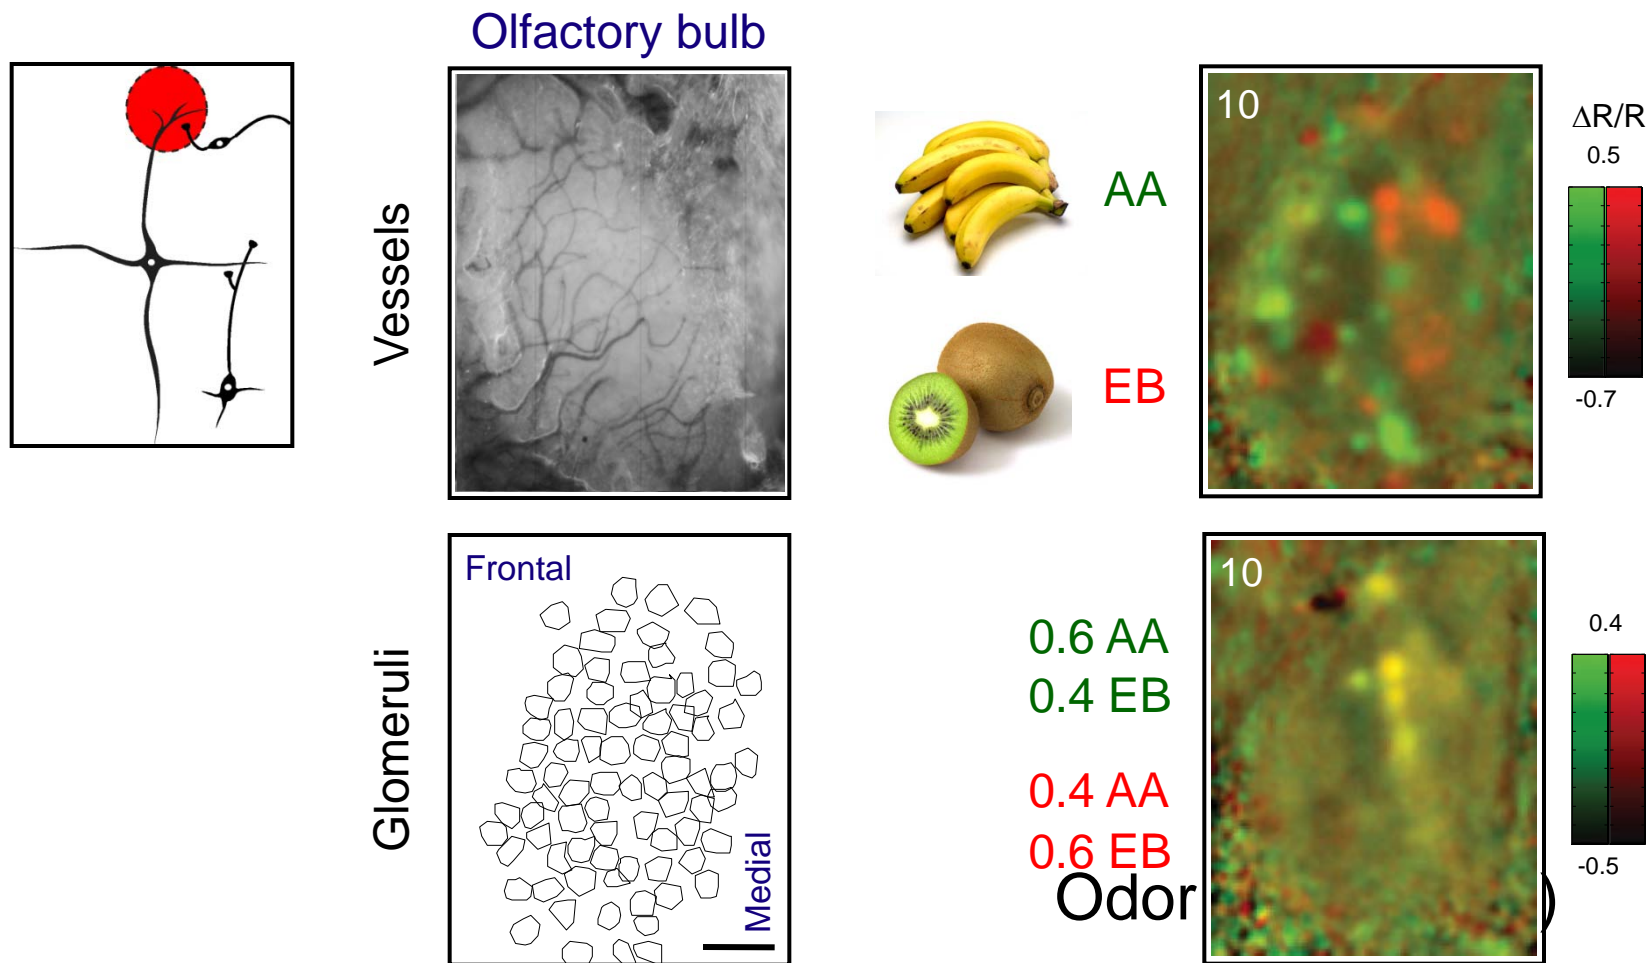 Olfactory bulb
Vessels
AA
EB
10
ΔR/R
0.5
-0.7
Glomeruli
Frontal
Medial
0.6 AA
0.4 EB
0.4 AA
0.6 EB
Odor
)
10
0.4
-0.5